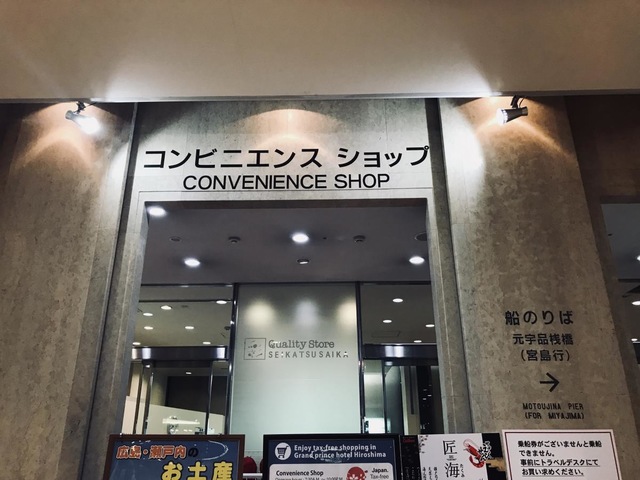 コンビニエンス ショップ
CONVENIENCE SHOP
Quality Store
SEIKATSUSAIKA
船のりば
元宇品桟橋
（宮島行）
→
MOTOUJINA PIER
(FOR MIYAJIMA)
広島・瀬戸内の
お土産
Enjoy tax-free shopping in
Grand prince hotel Hiroshima
Convenience Shop
Japan.
Tax-free
匠
海
乗船券がございませんと乗船
できません。
事前にトラベルデスクにて
お買い求めください。